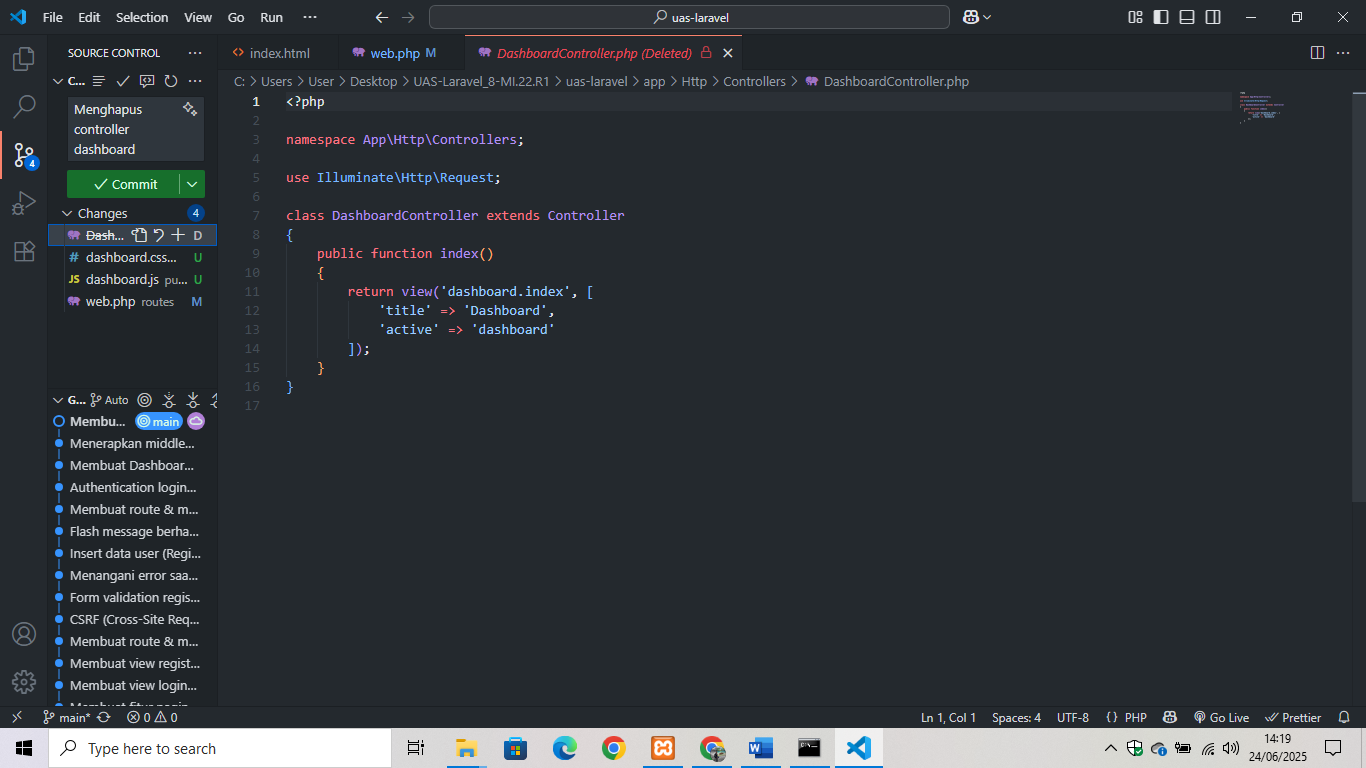 File Edit Selection View Go Run ··· uas-laravel
SOURCE CONTROL
index.html
web.php M
DashboardController.php (Deleted)
C: > Users > User > Desktop > UAS-Laravel_8-MI.22.R1 > uas-laravel > app > Http > Controllers > DashboardController.php
C...
Menghapus
controller
dashboard
Commit
Changes 4
Dash... D
dashboard.css... U
JS dashboard.js pu... U
web.php routes M
4
1 <?php
2
3 namespace App\Http\Controllers;
4
5 use Illuminate\Http\Request;
6
7 class DashboardController extends Controller
8 {
9 public function index()
10 {
11 return view('dashboard.index', [
12 'title' => 'Dashboard',
13 'active' => 'dashboard'
14 ]);
15 }
16 }
17
G... Auto
Membu... main
Menerapkan middle...
Membuat Dashboar...
Authentication login...
Membuat route & m...
Flash message berha...
Insert data user (Regi...
Menangani error saa...
Form validation regis...
CSRF (Cross-Site Req...
Membuat route & m...
Membuat view regist...
Membuat view login...
main* 0 0 Ln 1, Col 1 Spaces: 4 UTF-8 {} PHP Go Live Prettier
Type here to search
14:19
24/06/2025